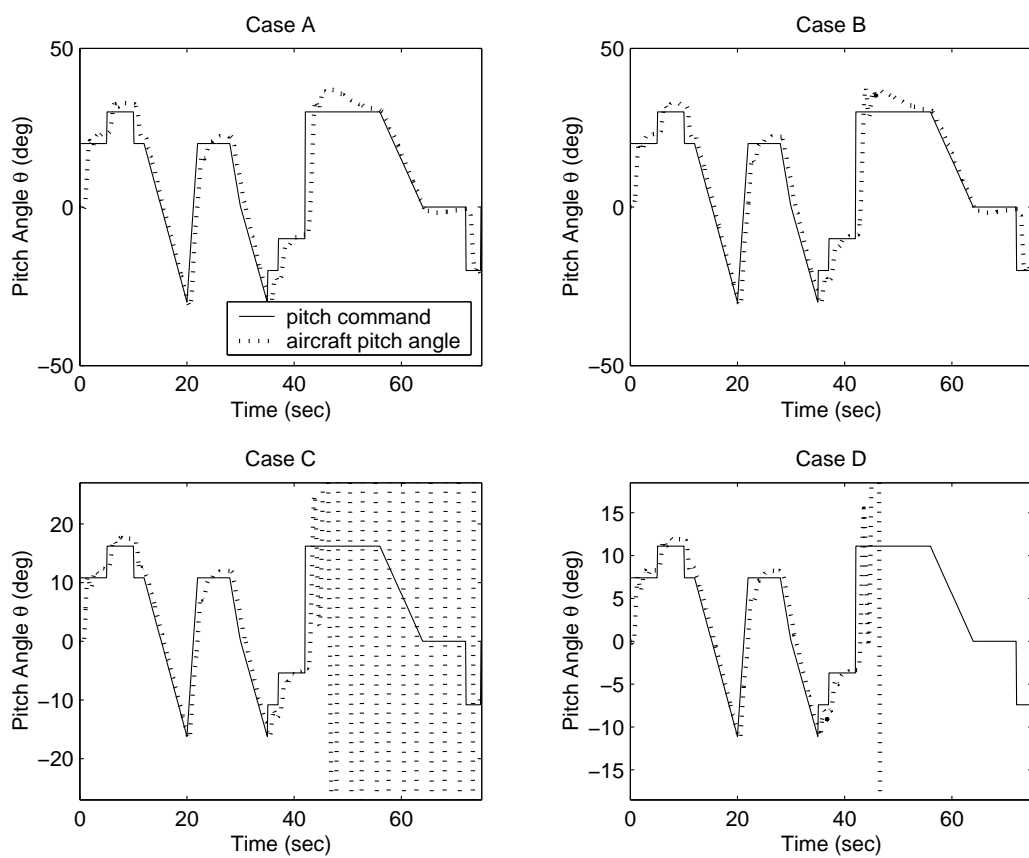 Case A
50
0
−50
Pitch Angle θ (deg)
pitch command
aircraft pitch angle
0 20 40 60
Time (sec)
Case B
50
0
−50
Pitch Angle θ (deg)
0 20 40 60
Time (sec)
Case C
20
10
0
−10
−20
Pitch Angle θ (deg)
0 20 40 60
Time (sec)
Case D
15
10
5
0
−5
−10
−15
Pitch Angle θ (deg)
0 20 40 60
Time (sec)